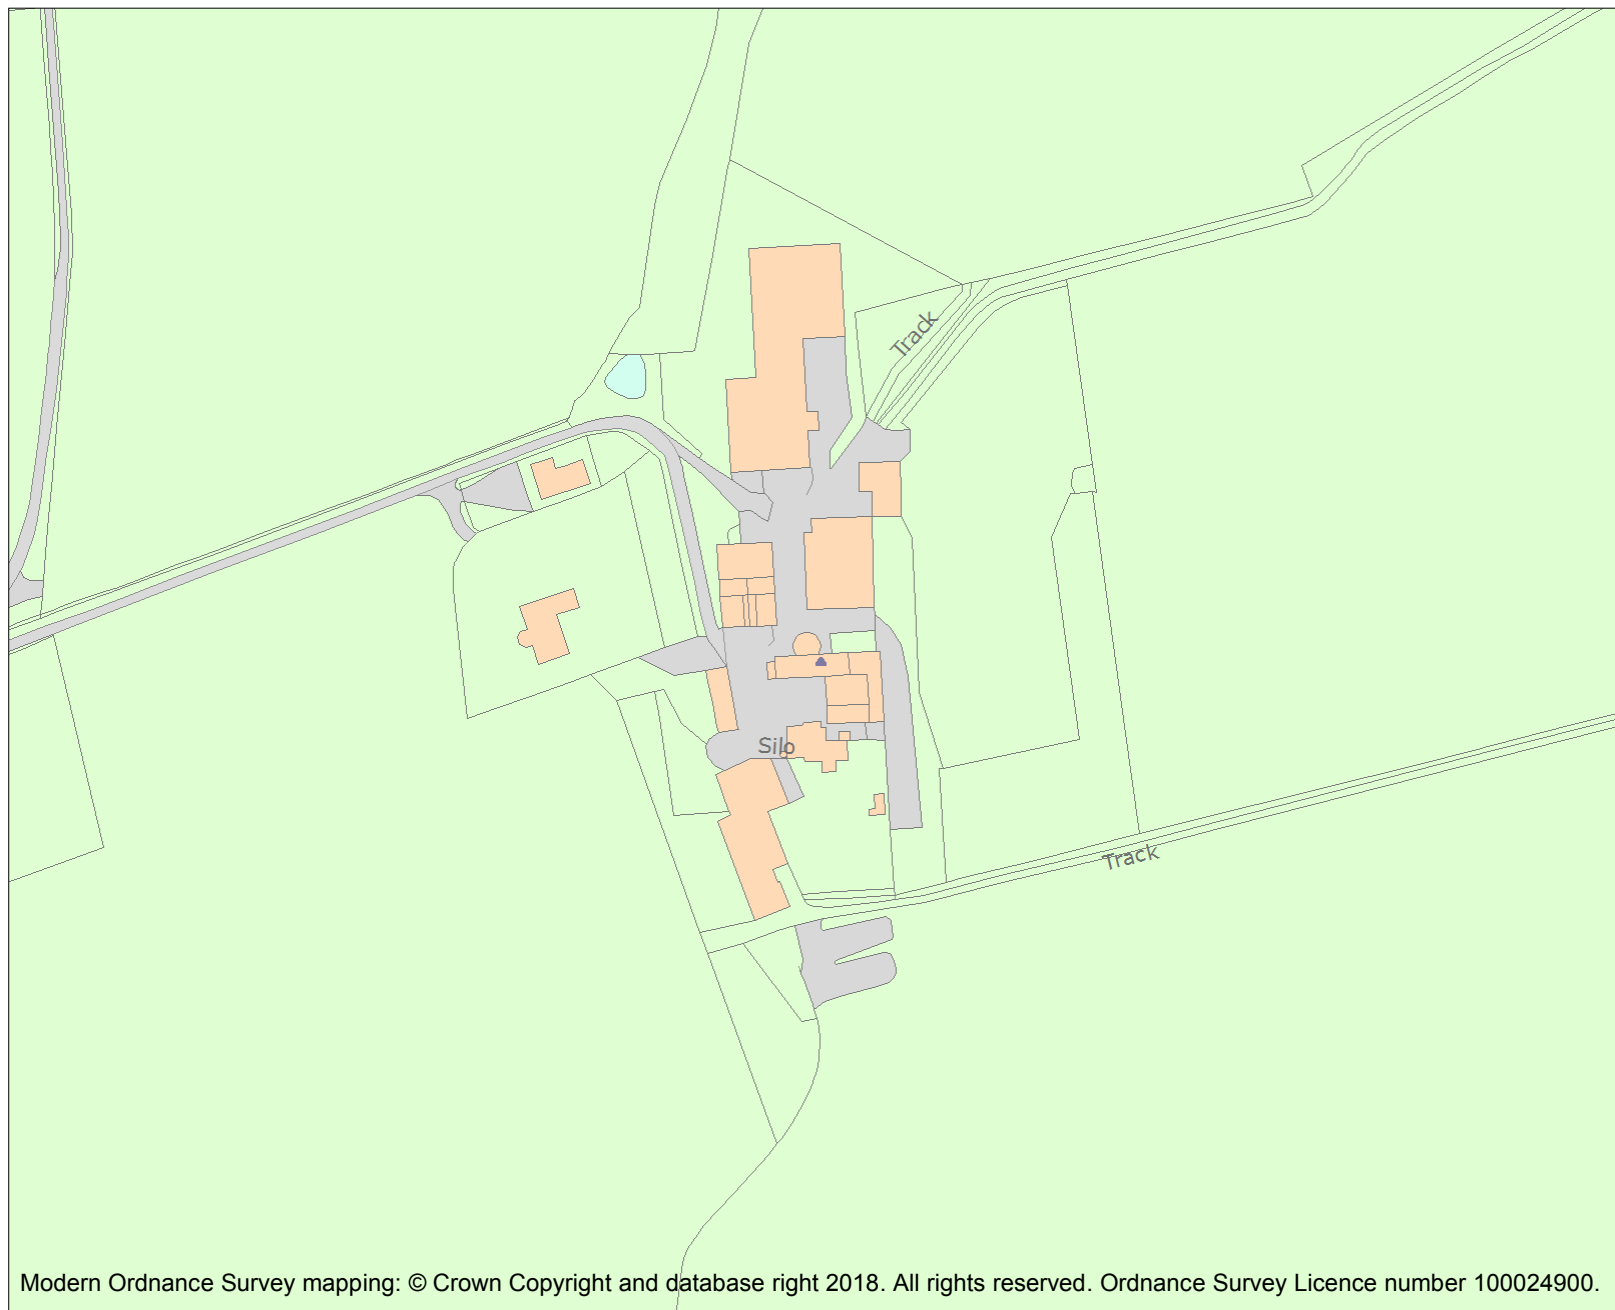 Track
Silo
Track
Modern Ordnance Survey mapping: © Crown Copyright and database right 2018. All rights reserved. Ordnance Survey Licence number 100024900.